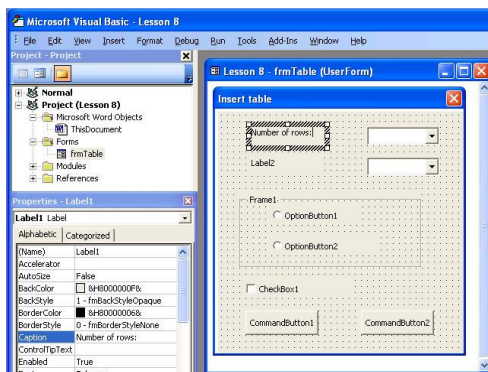 Microsoft Visual Basic - Lesson 8
File Edit View Insert Format Debug Run Tools Add-Ins Window Help
Project - Project
Normal
Project (Lesson 8)
Microsoft Word Objects
ThisDocument
Forms
frmTable
Modules
References
Properties - Label1
Label1 Label
Alphabetic Categorized
(Name) Label1
Accelerator
AutoSize False
BackColor &H8000000F&
BackStyle 1 - fmBackStyleOpaque
BorderColor &H80000006&
BorderStyle 0 - fmBorderStyleNone
Caption Number of rows:
ControlTipText
Enabled True
Lesson 8 - frmTable (UserForm)
Insert table
Number of rows:
Label2
Frame1
OptionButton1
OptionButton2
CheckBox1
CommandButton1 CommandButton2